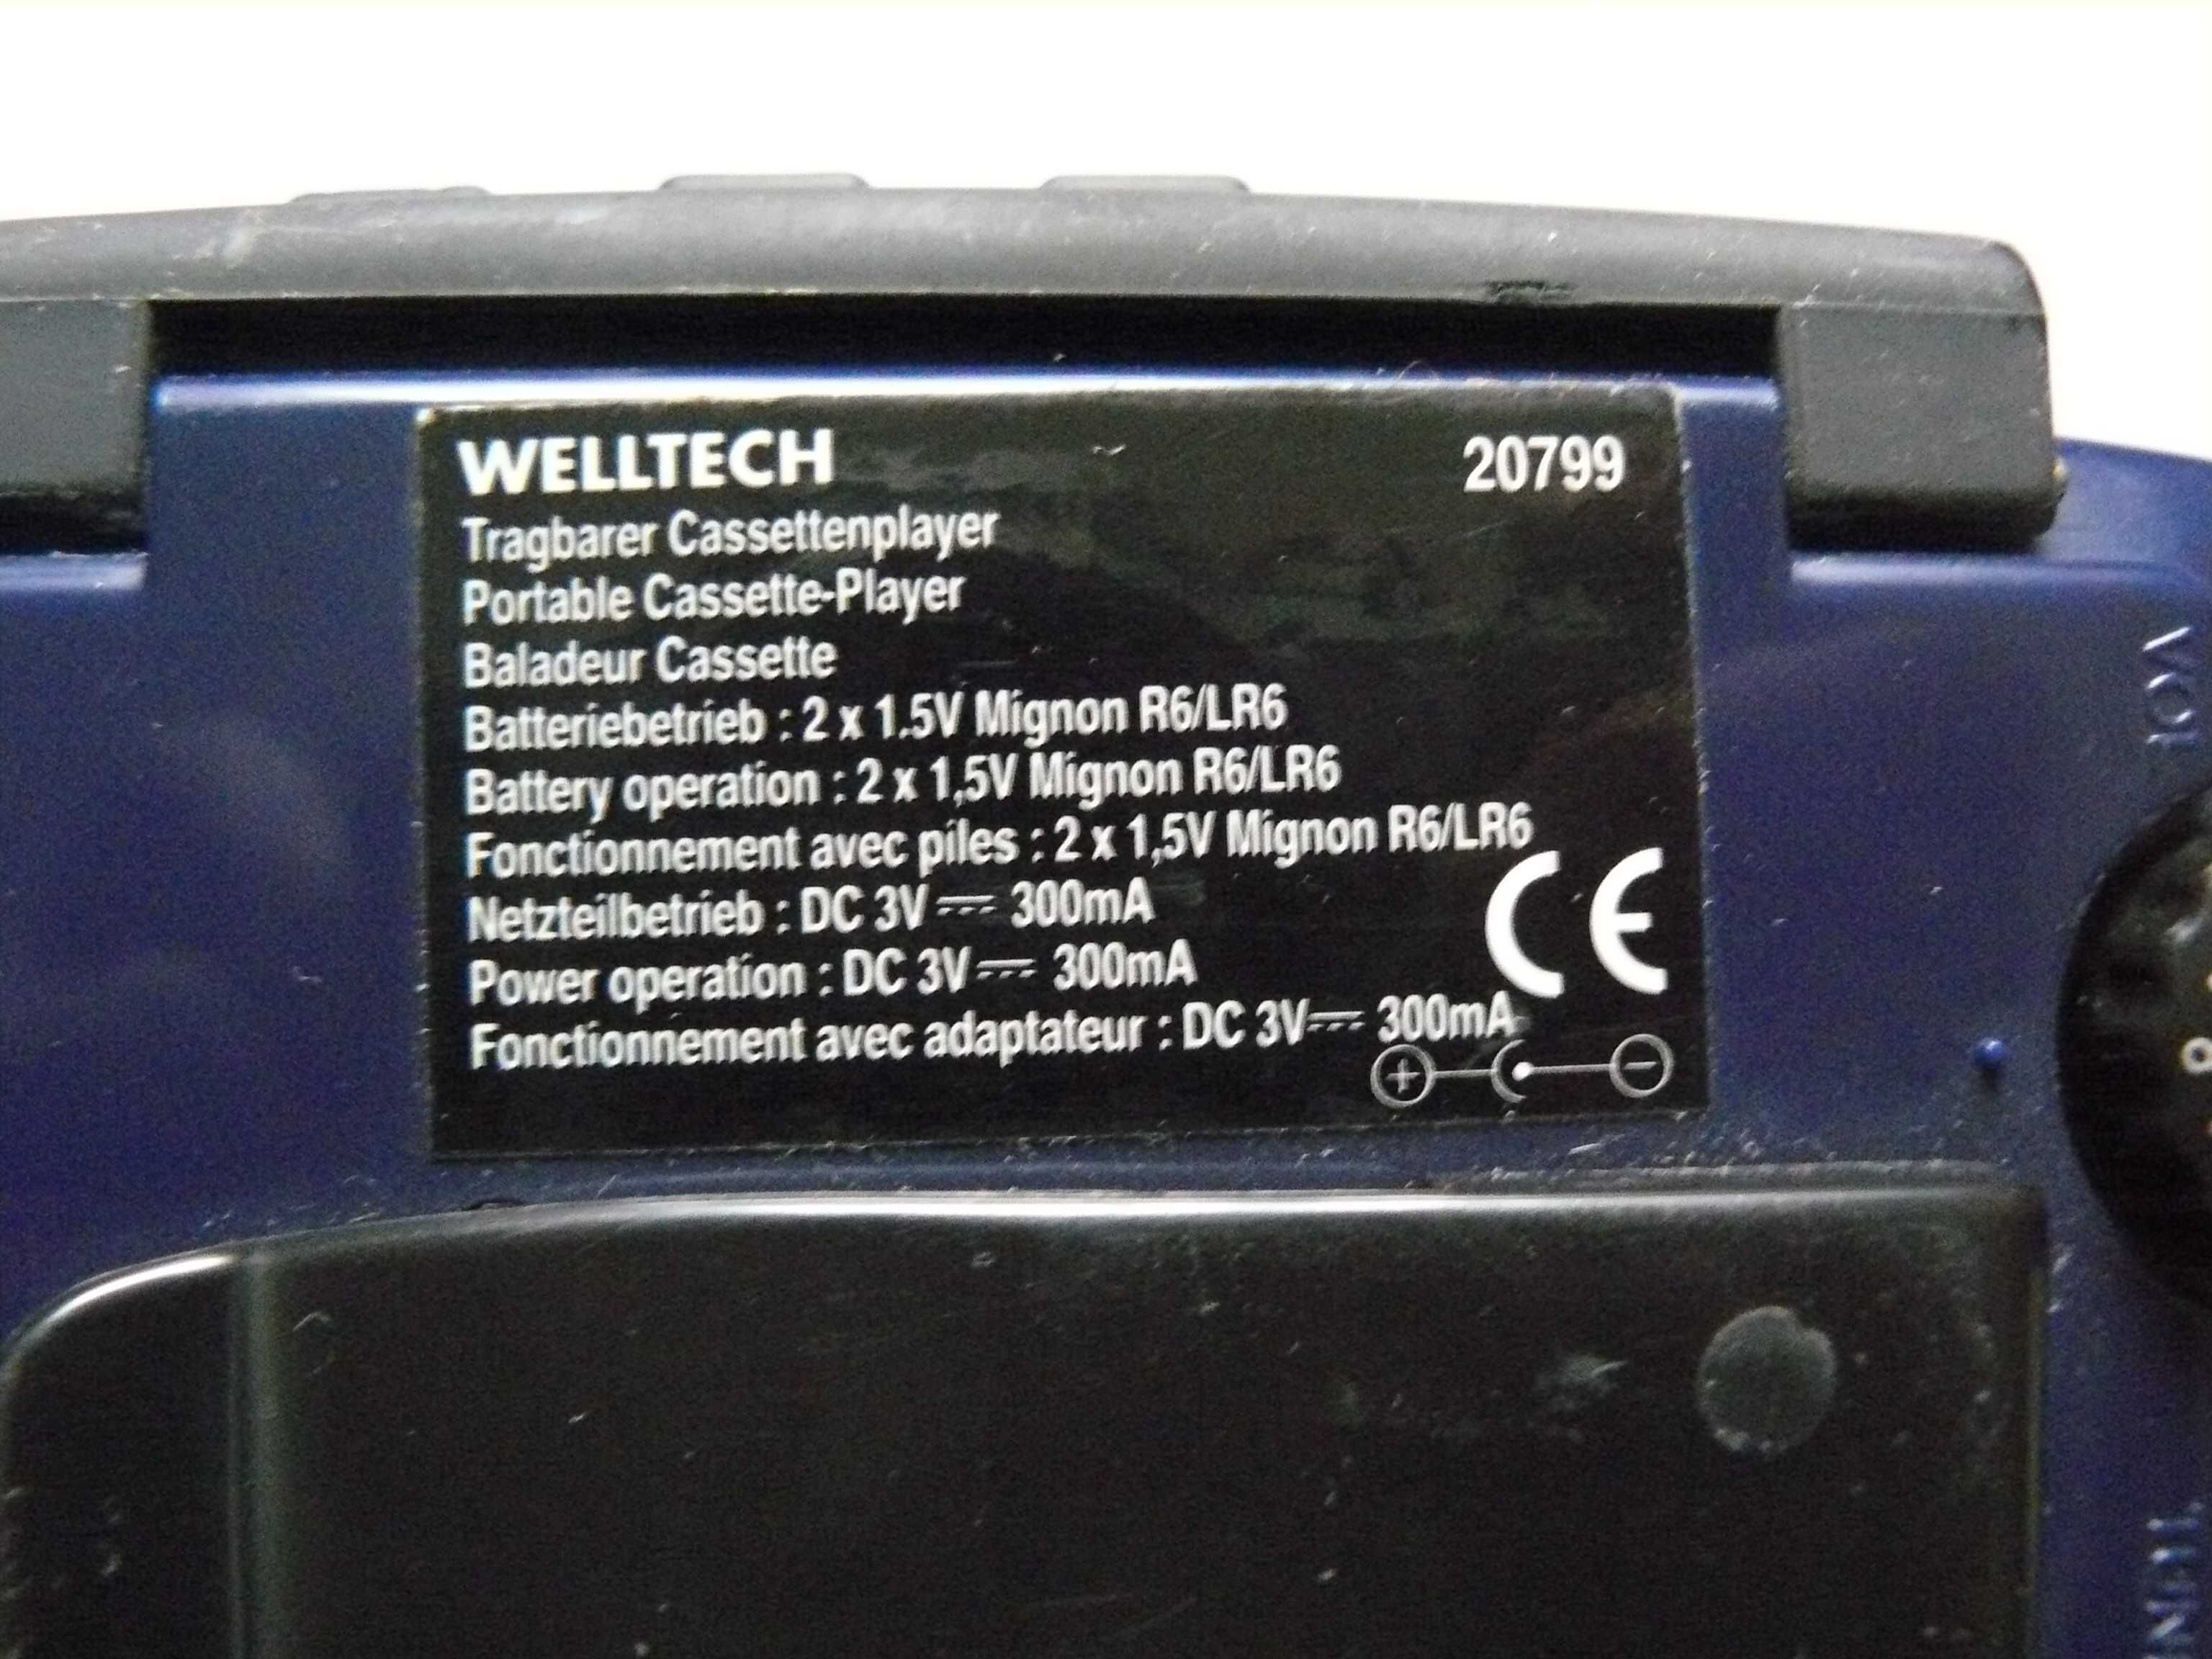 WELLTECH 20799
Tragbarer Cassettenplayer
Portable Cassette-Player
Baladeur Cassette
Batteriebetrieb : 2 x 1.5V Mignon R6/LR6
Battery operation : 2 x 1,5V Mignon R6/LR6
Fonctionnement avec piles : 2 x 1,5V Mignon R6/LR6
Netzteilbetrieb : DC 3V ⎓ 300mA
Power operation : DC 3V ⎓ 300mA
Fonctionnement avec adaptateur : DC 3V ⎓ 300mA
CE